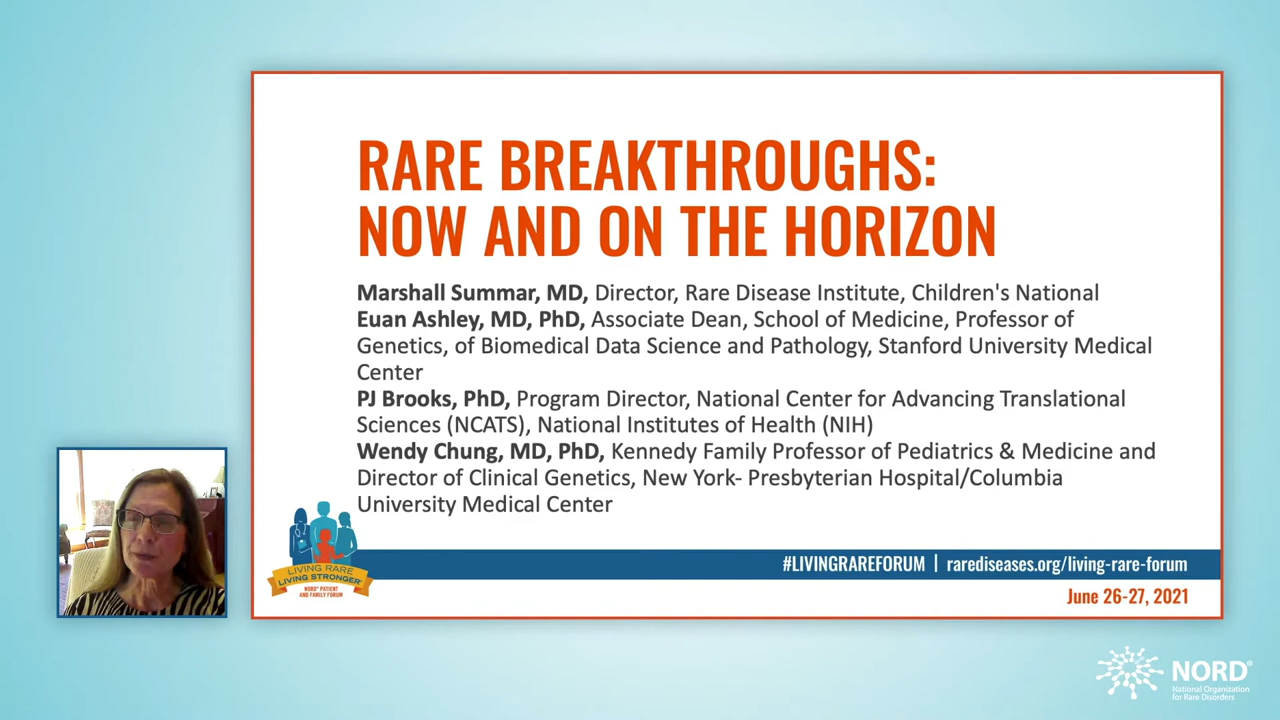 RARE BREAKTHROUGHS:
NOW AND ON THE HORIZON
Marshall Summar, MD, Director, Rare Disease Institute, Children's National
Euan Ashley, MD, PhD, Associate Dean, School of Medicine, Professor of
Genetics, of Biomedical Data Science and Pathology, Stanford University Medical
Center
PJ Brooks, PhD, Program Director, National Center for Advancing Translational
Sciences (NCATS), National Institutes of Health (NIH)
Wendy Chung, MD, PhD, Kennedy Family Professor of Pediatrics & Medicine and
Director of Clinical Genetics, New York- Presbyterian Hospital/Columbia
University Medical Center
LIVING RARE
LIVING STRONGER
NORD® PATIENT
AND FAMILY FORUM
#LIVINGRAREFORUM | rarediseases.org/living-rare-forum
June 26-27, 2021
NORD®
National Organization
for Rare Disorders